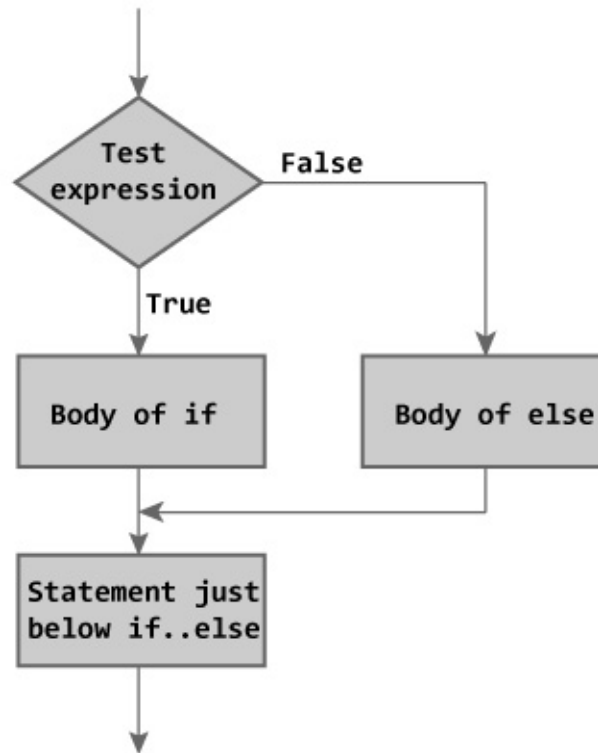 Test
expression
False
True
Body of if
Body of else
Statement just
below if..else